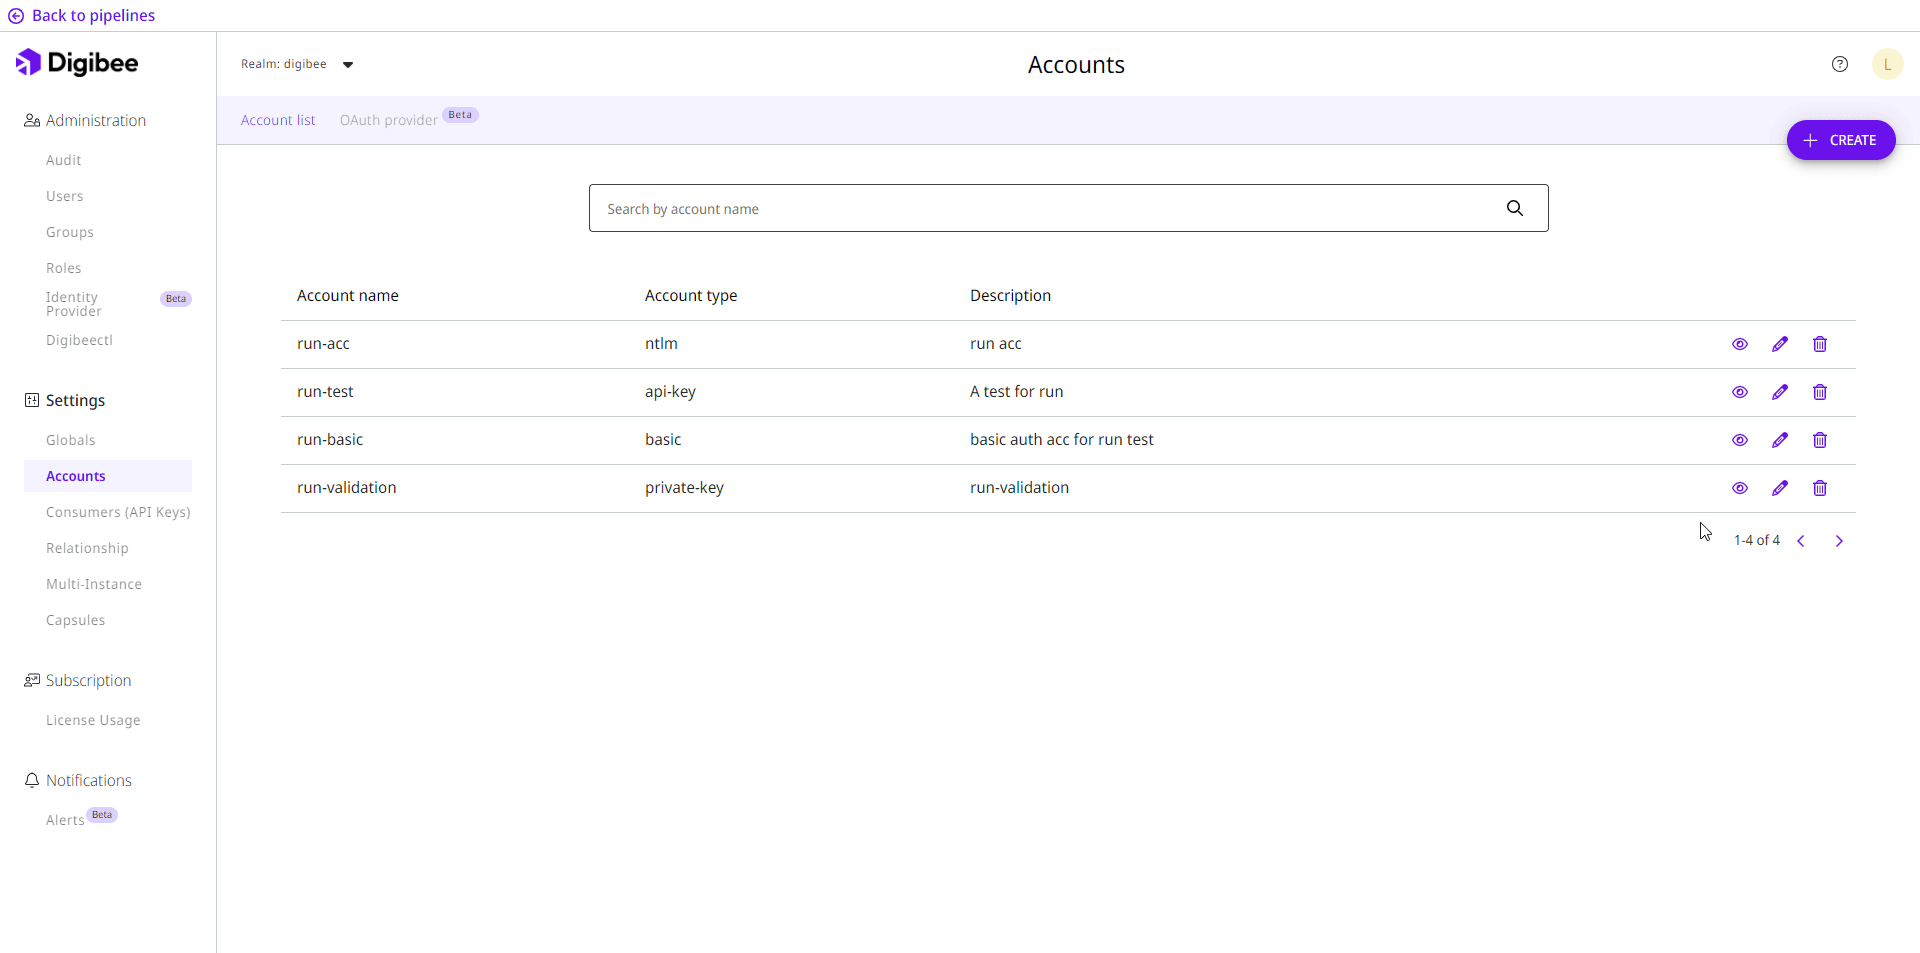 Back to pipelines
Digibee
Realm: digibee
Accounts
L
Administration
Audit
Users
Groups
Roles
Identity Provider Beta
Digibeectl
Settings
Globals
Accounts
Consumers (API Keys)
Relationship
Multi-Instance
Capsules
Subscription
License Usage
Notifications
Alerts Beta
Account list OAuth provider Beta
CREATE
Search by account name
Account name Account type Description
run-acc ntlm run acc
run-test api-key A test for run
run-basic basic basic auth acc for run test
run-validation private-key run-validation
1-4 of 4